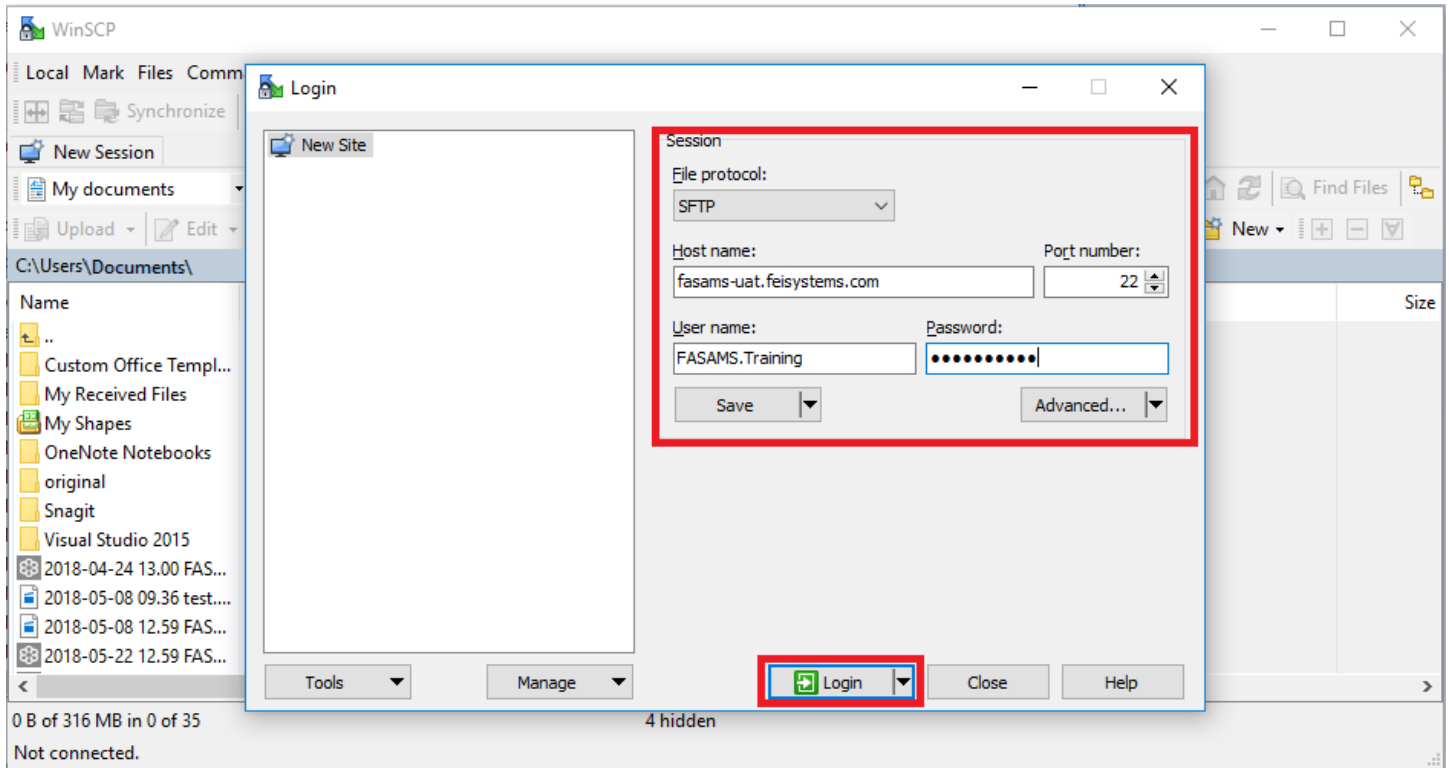 WinSCP
Local Mark Files Comm
Login
Synchronize
New Session
My documents
Find Files
Upload Edit
New
C:\Users\Documents\
Name
Size
..
Custom Office Templ...
My Received Files
My Shapes
OneNote Notebooks
original
Snagit
Visual Studio 2015
2018-04-24 13.00 FAS...
2018-05-08 09.36 test....
2018-05-08 12.59 FAS...
2018-05-22 12.59 FAS...
New Site
Session
File protocol:
SFTP
Host name: Port number:
fasams-uat.feisystems.com 22
User name: Password:
FASAMS.Training ••••••••••
Save Advanced...
Tools Manage Login Close Help
0 B of 316 MB in 0 of 35 4 hidden
Not connected.